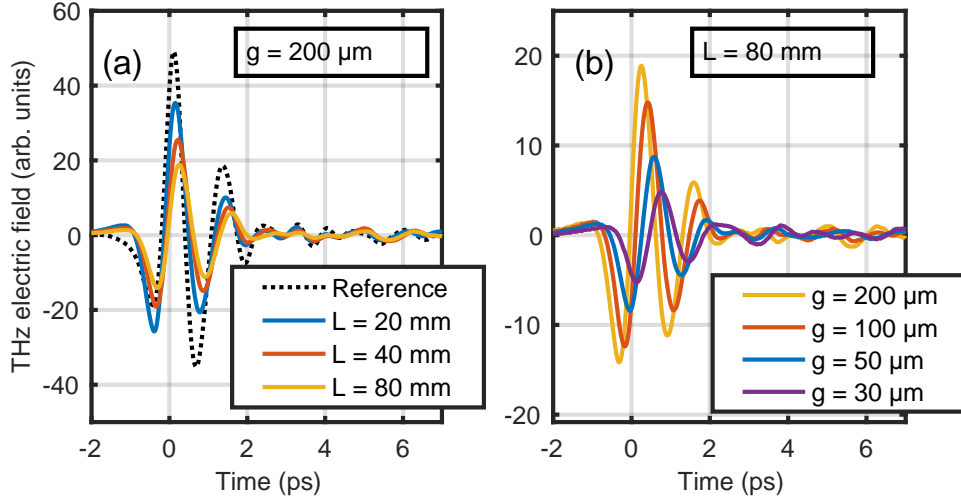 (a)
g = 200 µm
THz electric field (arb. units)
60
40
20
0
-20
-40
-2
0
2
4
6
Time (ps)
Reference
L = 20 mm
L = 40 mm
L = 80 mm
(b)
L = 80 mm
20
10
0
-10
-20
-2
0
2
4
6
Time (ps)
g = 200 µm
g = 100 µm
g = 50 µm
g = 30 µm